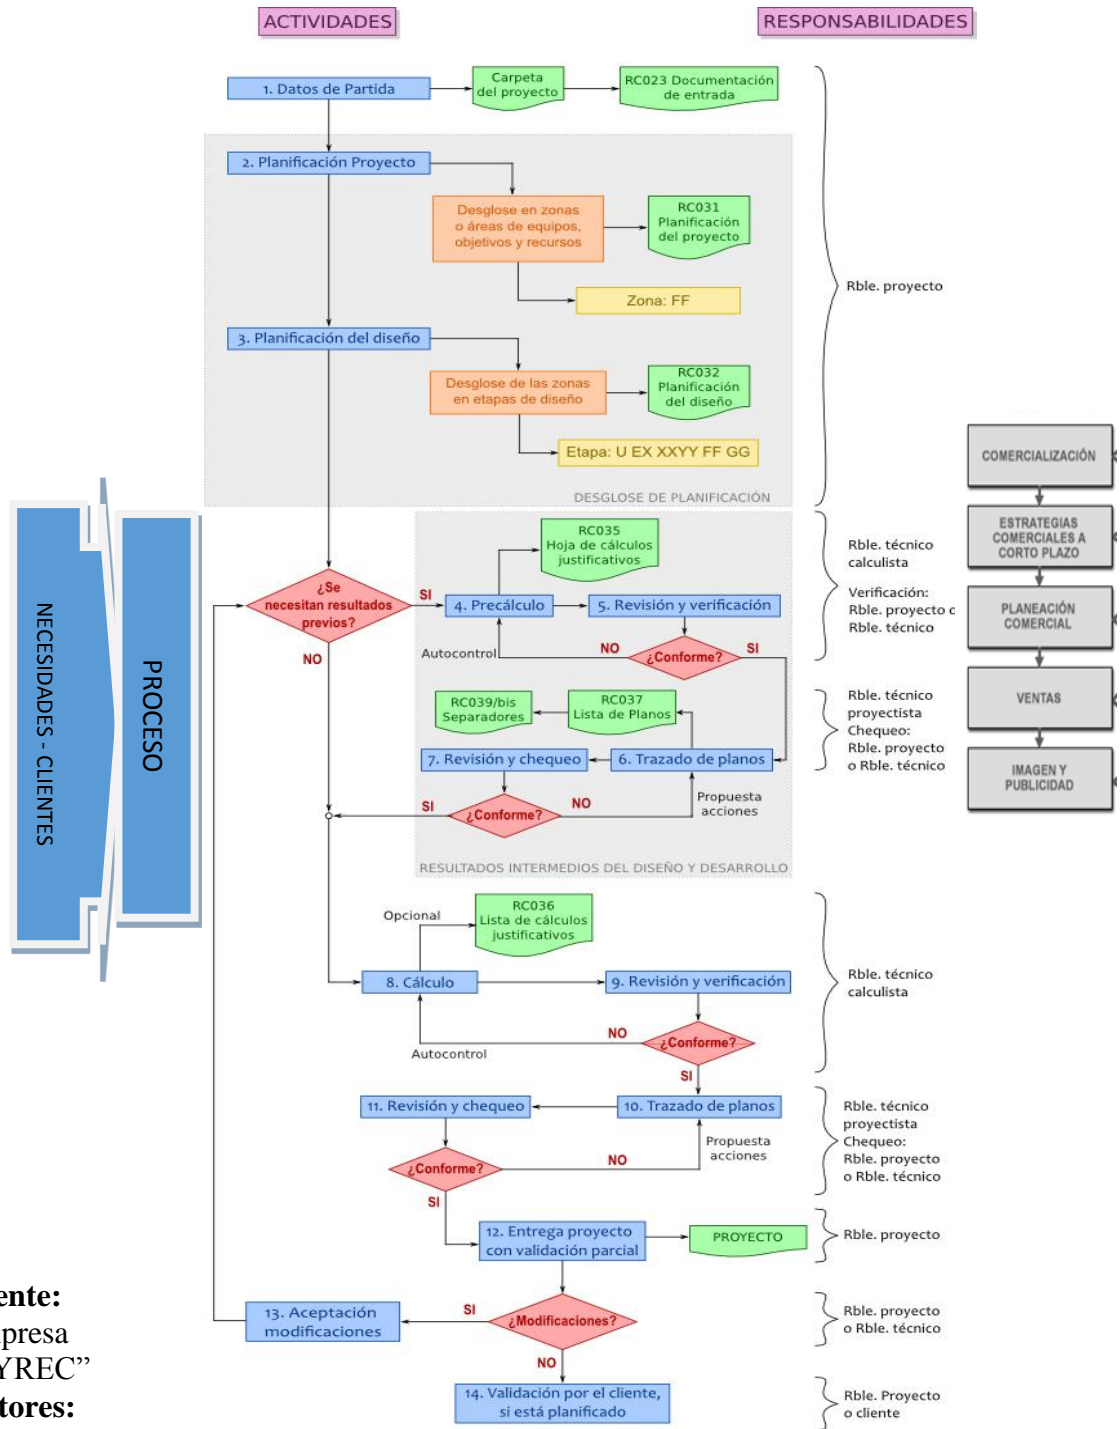 ACTIVIDADES
RESPONSABILIDADES
1. Datos de Partida
Carpeta
del proyecto
RC023 Documentación
de entrada
2. Planificación Proyecto
Desglose en zonas
o áreas de equipos,
objetivos y recursos
RC031
Planificación
del proyecto
Zona: FF
Rble. proyecto
3. Planificación del diseño
Desglose de las zonas
en etapas de diseño
RC032
Planificación
del diseño
Etapa: U EX XXYY FF GG
DESGLOSE DE PLANIFICACIÓN
NECESIDADES - CLIENTES
PROCESO
¿Se
necesitan resultados
previos?
SI
NO
RC035
Hoja de cálculos
justificativos
4. Precálculo
5. Revisión y verificación
Autocontrol
NO
¿Conforme?
SI
Rble. técnico
calculista
Verificación:
Rble. proyecto o
Rble. técnico
RC039/bis
Separadores
RC037
Lista de Planos
7. Revisión y chequeo
6. Trazado de planos
SI
¿Conforme?
NO
Propuesta
acciones
RESULTADOS INTERMEDIOS DEL DISEÑO Y DESARROLLO
Rble. técnico
proyectista
Chequeo:
Rble. proyecto
o Rble. técnico
COMERCIALIZACIÓN
ESTRATEGIAS
COMERCIALES A
CORTO PLAZO
PLANEACIÓN
COMERCIAL
VENTAS
IMAGEN Y
PUBLICIDAD
Opcional
RC036
Lista de cálculos
justificativos
8. Cálculo
9. Revisión y verificación
Autocontrol
NO
¿Conforme?
SI
Rble. técnico
calculista
11. Revisión y chequeo
10. Trazado de planos
¿Conforme?
NO
Propuesta
acciones
SI
Rble. técnico
proyectista
Chequeo:
Rble. proyecto
o Rble. técnico
12. Entrega proyecto
con validación parcial
PROYECTO
Rble. proyecto
13. Aceptación
modificaciones
SI
¿Modificaciones?
NO
Rble. proyecto
o Rble. técnico
14. Validación por el cliente,
si está planificado
Rble. Proyecto
o cliente
ente:
presa
YREC”
tores: